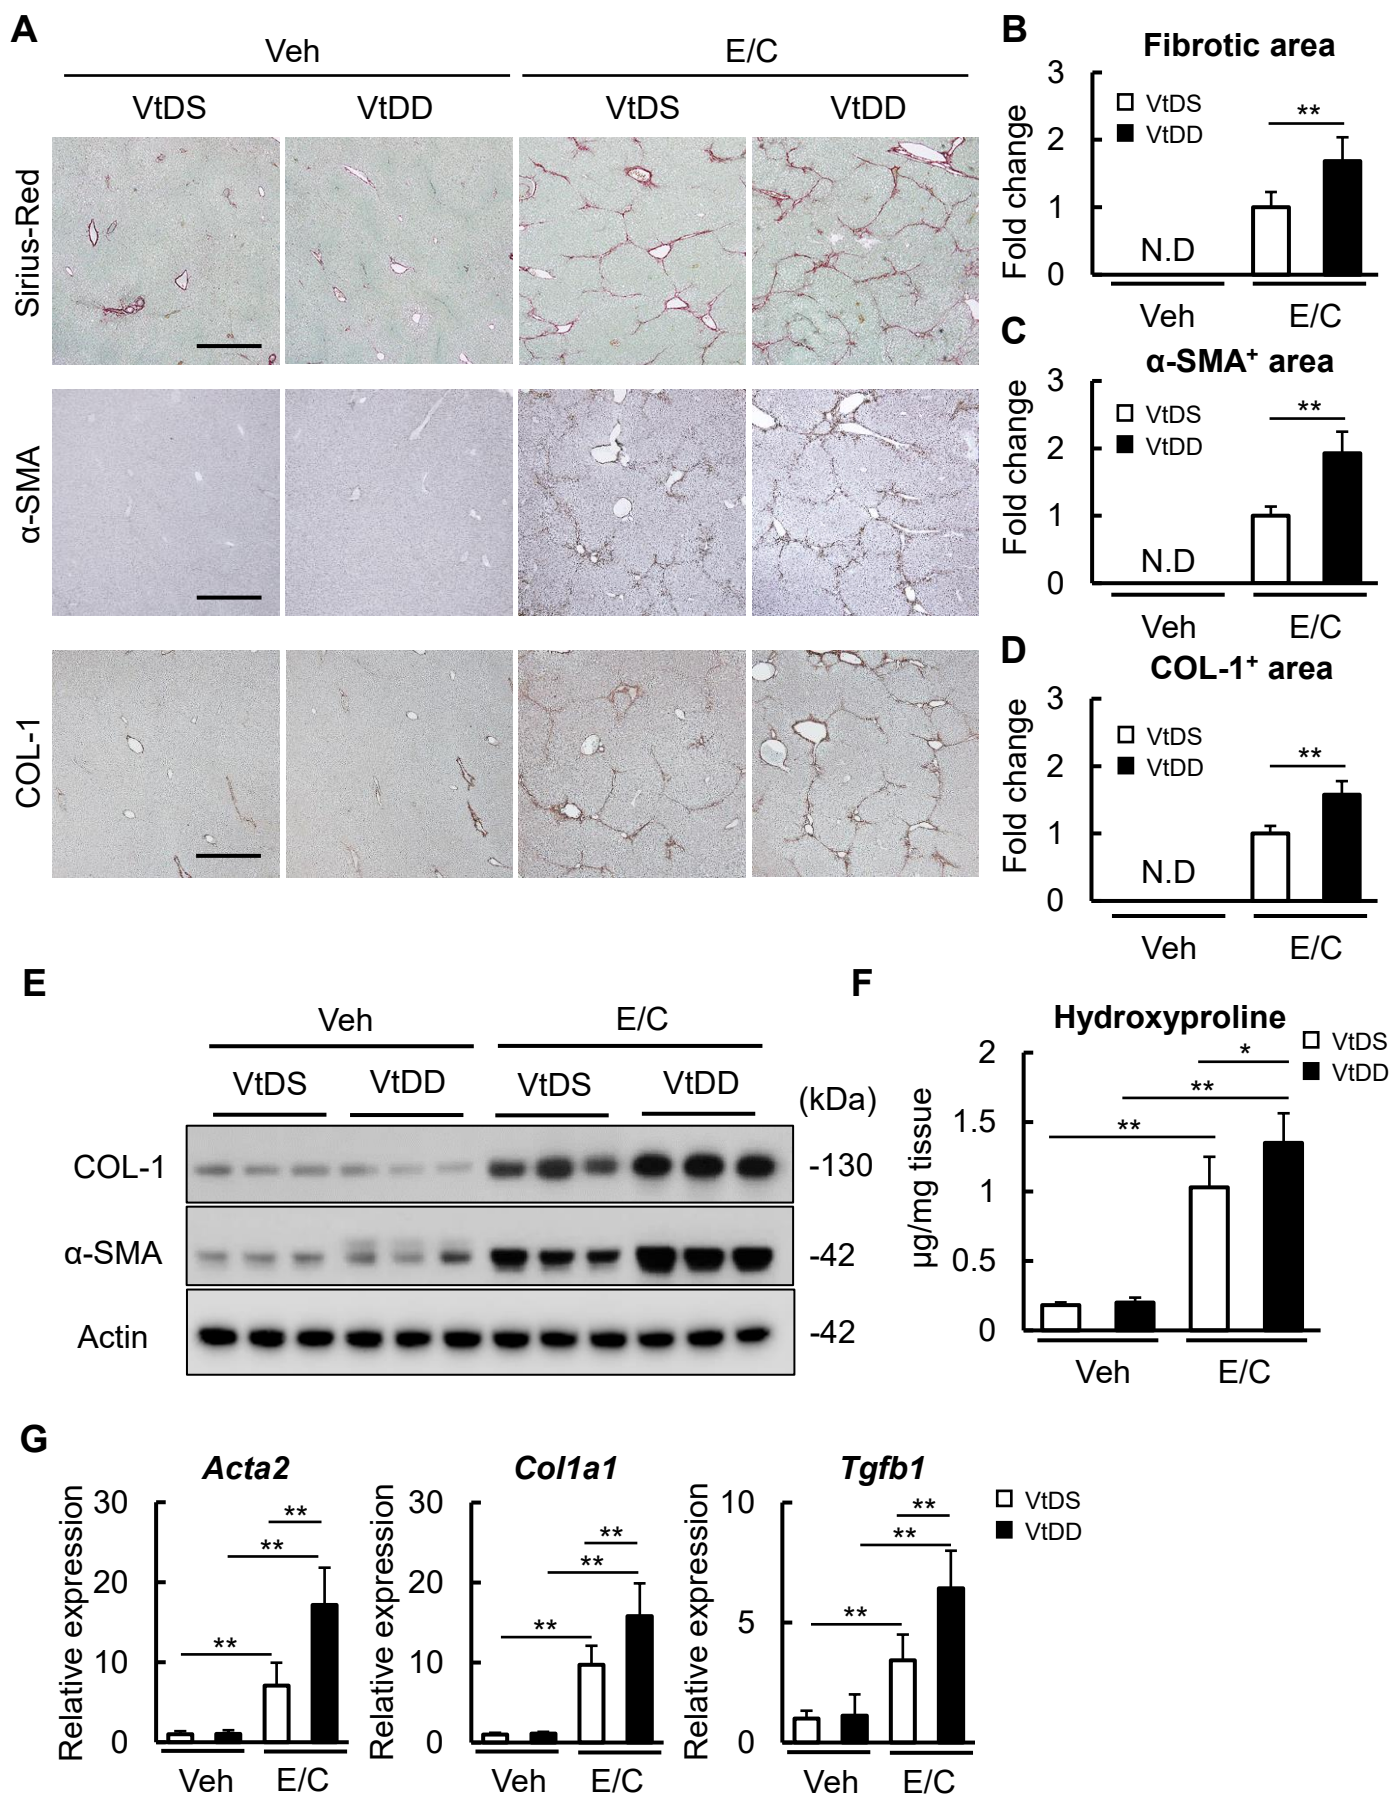 A
Veh
E/C
VtDS
VtDD
VtDS
VtDD
Sirius-Red
α-SMA
COL-1
B
Fibrotic area
Fold change
3
2
1
0
VtDS
VtDD
**
N.D
Veh
E/C
C
α-SMA⁺ area
Fold change
3
2
1
0
VtDS
VtDD
**
N.D
Veh
E/C
D
COL-1⁺ area
Fold change
3
2
1
0
VtDS
VtDD
**
N.D
Veh
E/C
E
Veh
E/C
VtDS
VtDD
VtDS
VtDD
(kDa)
COL-1
-130
α-SMA
-42
Actin
-42
F
Hydroxyproline
VtDS
VtDD
µg/mg tissue
2
1.5
1
0.5
0
*
**
**
Veh
E/C
G
Acta2
Relative expression
30
20
10
0
**
**
**
Veh
E/C
Col1a1
Relative expression
30
20
10
0
**
**
**
Veh
E/C
Tgfb1
Relative expression
10
5
0
**
**
**
Veh
E/C
VtDS
VtDD